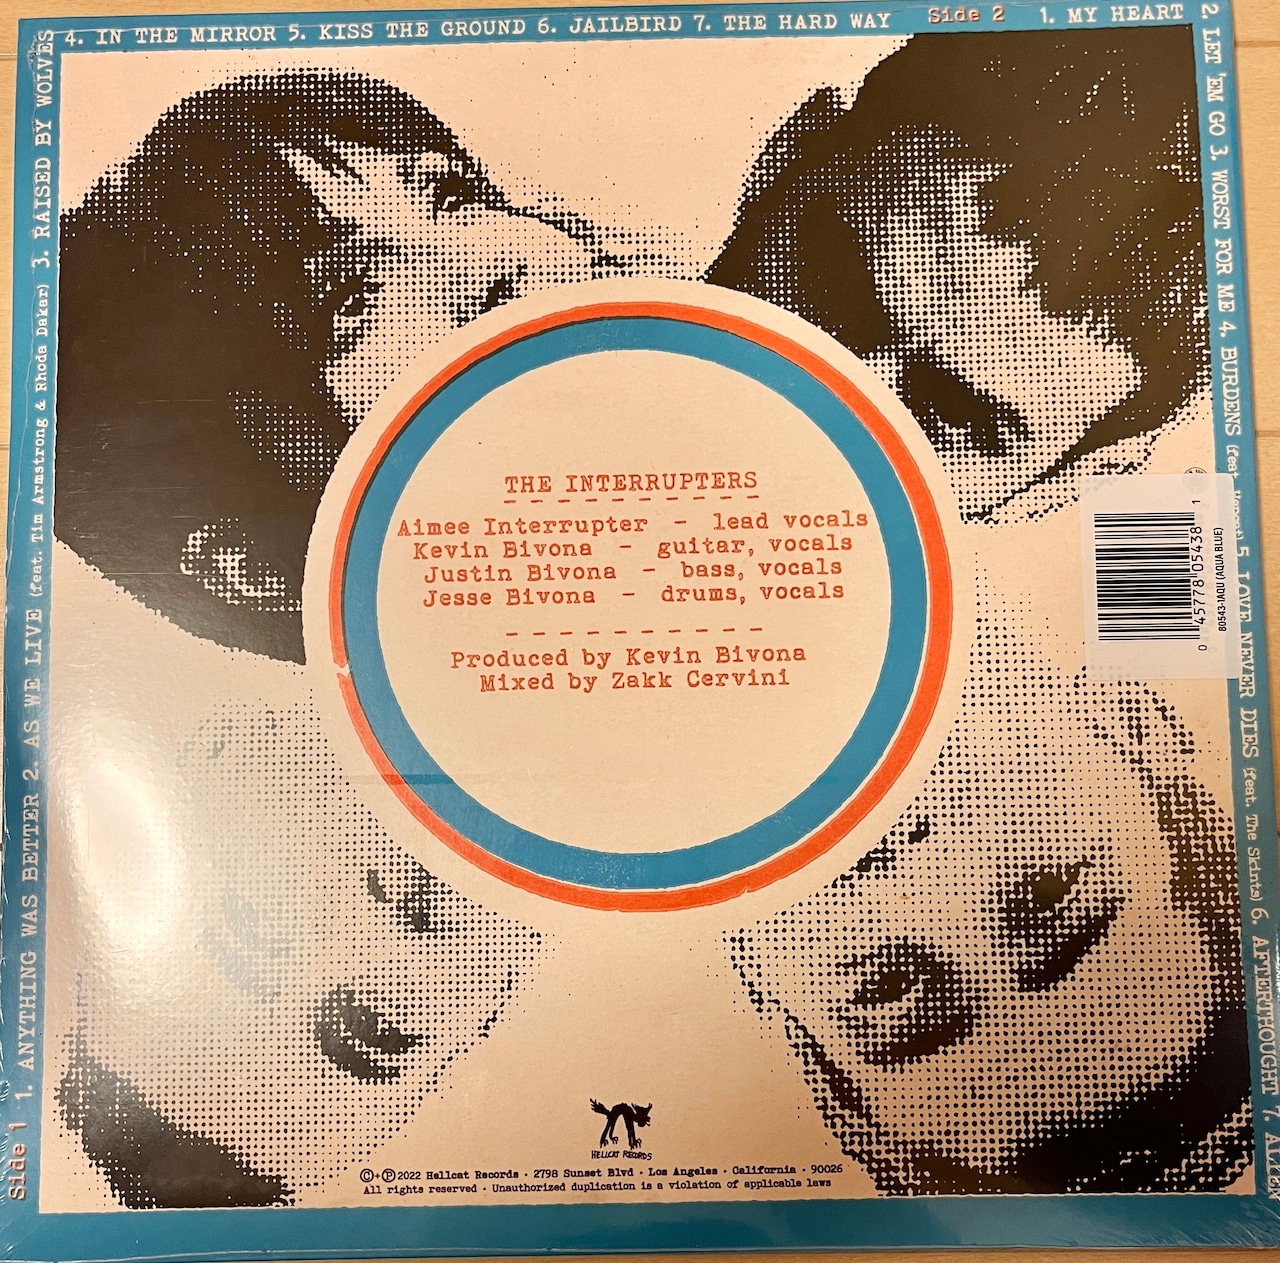 Side 1 1. ANYTHING WAS BETTER 2. AS WE LIVE (feat. Tim Armstrong & Rhoda Dakar) 3. RAISED BY WOLVES
4. IN THE MIRROR 5. KISS THE GROUND 6. JAILBIRD 7. THE HARD WAY Side 2 1. MY HEART
2. LET 'EM GO 3. WORST FOR ME 4. BURDENS (feat. 5. LOVE NEVER DIES (feat. The Skints) 6. AFTERTHOUGHT 7.
THE INTERRUPTERS
Aimee Interrupter - lead vocals
Kevin Bivona - guitar, vocals
Justin Bivona - bass, vocals
Jesse Bivona - drums, vocals
Produced by Kevin Bivona
Mixed by Zakk Cervini
0 45778 05438 1
80543-1AQU (AQUA BLUE)
HELLCAT RECORDS
©+℗2022 Hellcat Records · 2798 Sunset Blvd · Los Angeles · California · 90026
All rights reserved · Unauthorized duplication is a violation of applicable laws